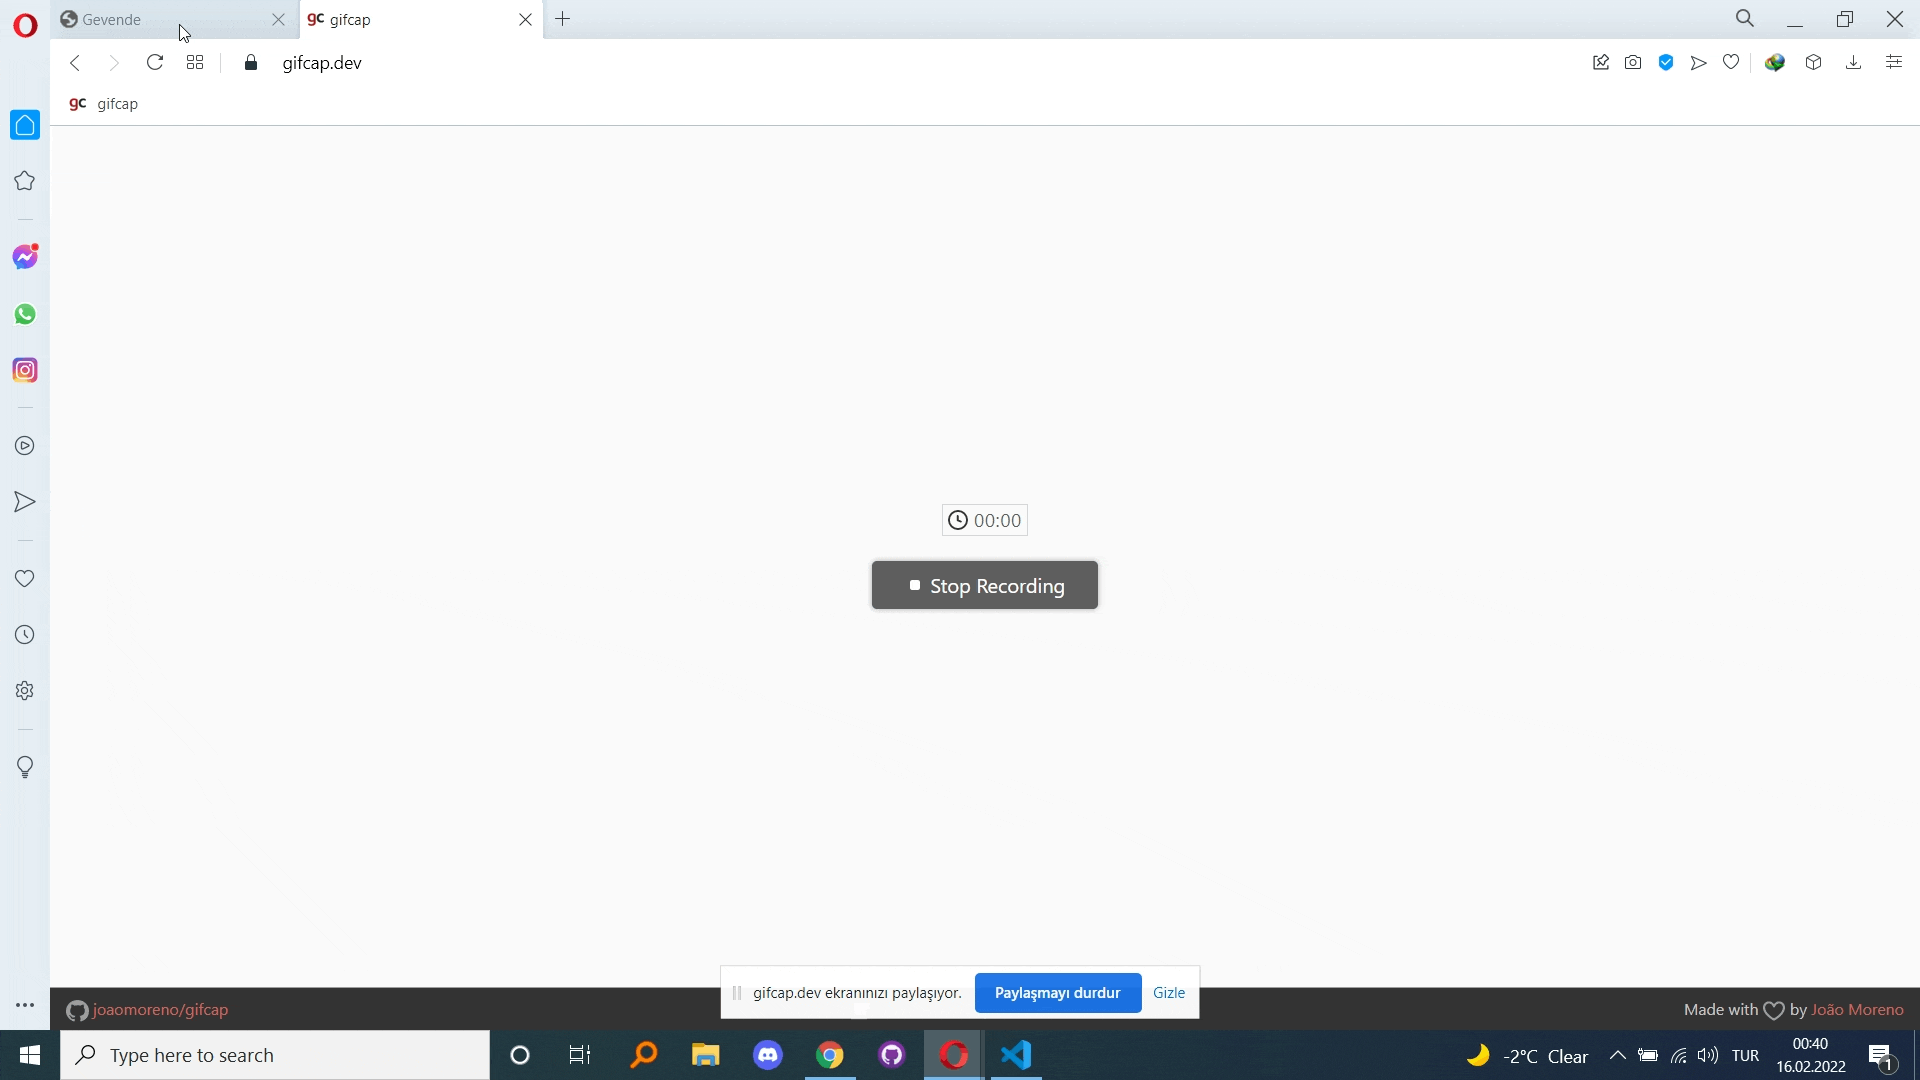 Gevende
gc gifcap
gifcap.dev
gc gifcap
00:00
Stop Recording
gifcap.dev ekranınızı paylaşıyor.
Paylaşmayı durdur
Gizle
joaomoreno/gifcap
Made with by João Moreno
Type here to search
-2°C Clear
TUR
00:40
16.02.2022
1